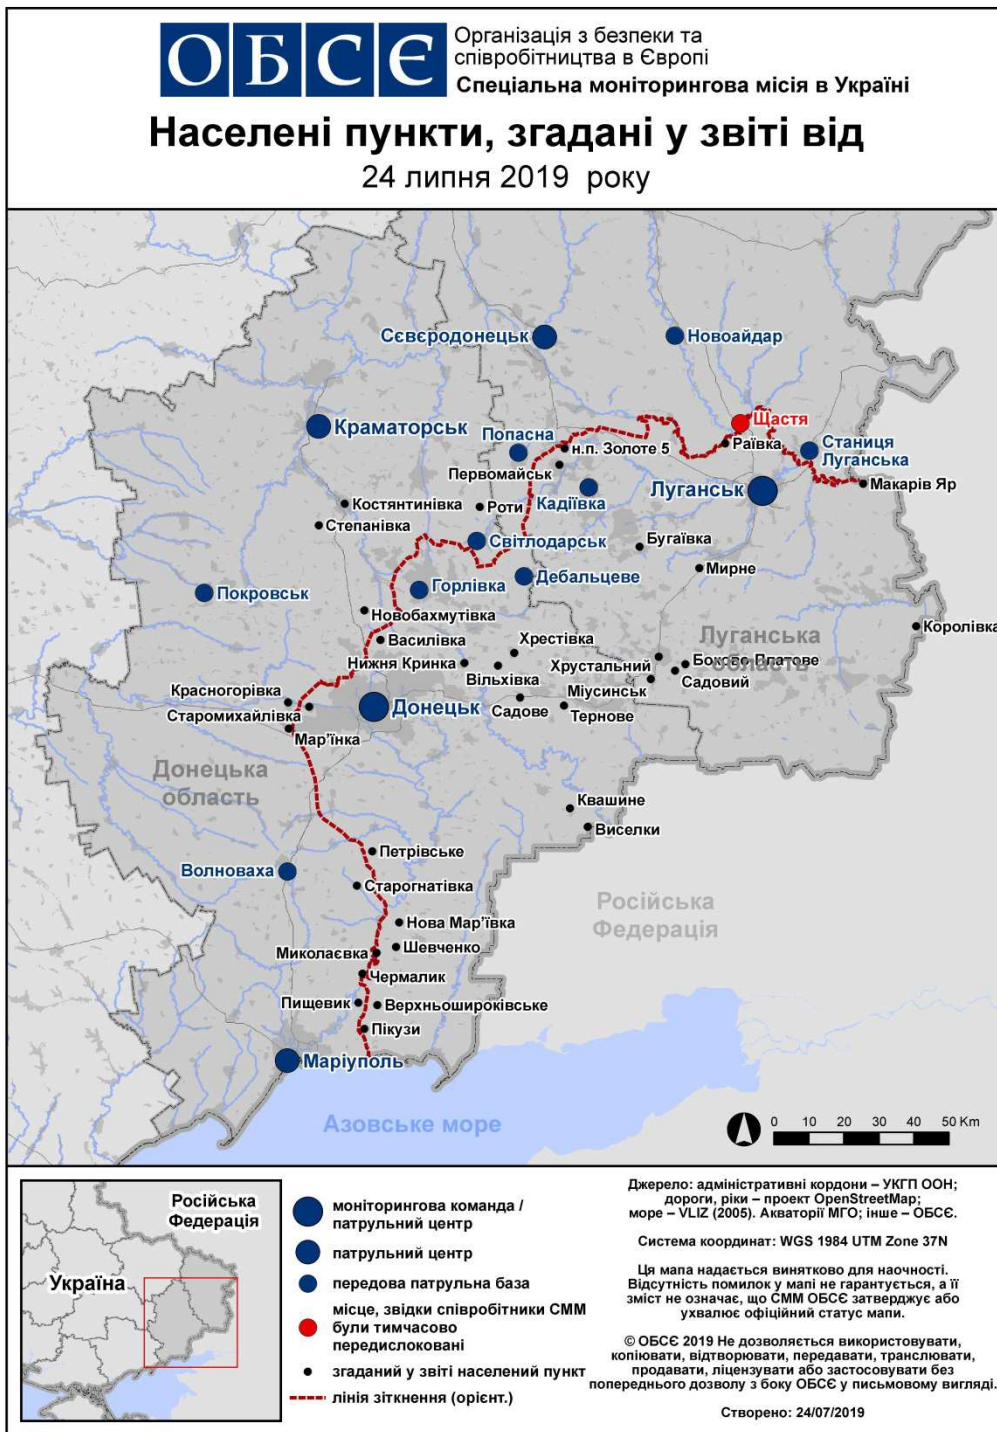 ОБСЄ
Організація з безпеки та
співробітництва в Європі
Спеціальна моніторингова місія в Україні
Населені пункти, згадані у звіті від
24 липня 2019 року
Сєвєродонецьк
Новоайдар
Краматорськ
Щастя
Попасна
Раївка
Станиця
Луганська
н.п. Золоте 5
Первомайськ
Макарів Яр
Луганськ
Кадіївка
Костянтинівка
Роти
Степанівка
Світлодарськ
Бугаївка
Мирне
Дебальцеве
Горлівка
Покровськ
Новобахмутівка
Королівка
Василівка
Хрестівка
Луганська
область
Нижня Кринка
Вільхівка
Хрустальний
Боково-Платове
Садовий
Міусинськ
Красногорівка
Садове
Тернове
Донецьк
Старомихайлівка
Мар'їнка
Донецька
область
Квашине
Виселки
Петрівське
Волноваха
Старогнатівка
Російська
Федерація
Нова Мар'ївка
Шевченко
Миколаєвка
Чермалик
Пищевик
Верхньошироківське
Пікузи
Маріуполь
Азовське море
0 10 20 30 40 50 Km
Російська
Федерація
Україна
моніторингова команда /
патрульний центр
патрульний центр
передова патрульна база
місце, звідки співробітники СММ
були тимчасово
передислоковані
згаданий у звіті населений пункт
лінія зіткнення (орієнт.)
Джерело: адміністративні кордони – УКГП ООН;
дороги, ріки – проект OpenStreetMap;
море – VLIZ (2005). Акваторії МГО; інше – ОБСЄ.
Система координат: WGS 1984 UTM Zone 37N
Ця мапа надається винятково для наочності.
Відсутність помилок у мапі не гарантується, а її
зміст не означає, що СММ ОБСЄ затверджує або
ухвалює офіційний статус мапи.
© ОБСЄ 2019 Не дозволяється використовувати,
копіювати, відтворювати, передавати, транслювати,
продавати, ліцензувати або застосовувати без
попереднього дозволу з боку ОБСЄ у письмовому вигляді.
Створено: 24/07/2019